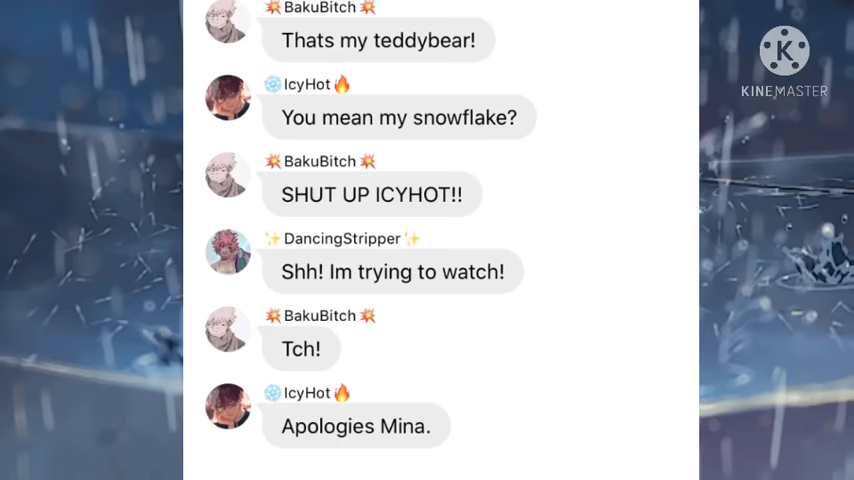 💥BakuBitch💥
Thats my teddybear!
❄️IcyHot🔥
You mean my snowflake?
💥BakuBitch💥
SHUT UP ICYHOT!!
✨DancingStripper✨
Shh! Im trying to watch!
💥BakuBitch💥
Tch!
❄️IcyHot🔥
Apologies Mina.
K
KINEMASTER